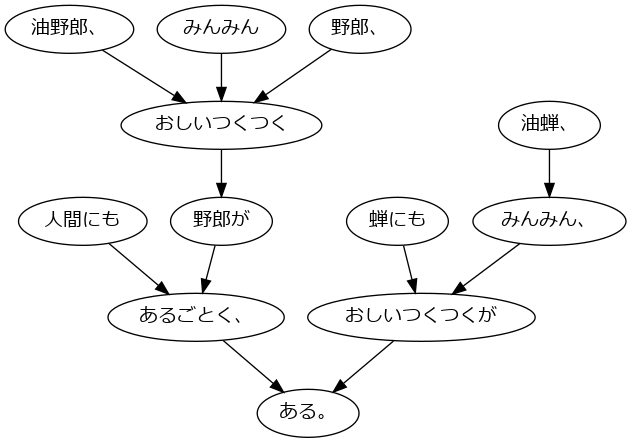 油野郎、
みんみん
野郎、
おしいつくつく
油蝉、
人間にも
野郎が
蝉にも
みんみん、
あるごとく、
おしいつくつくが
ある。